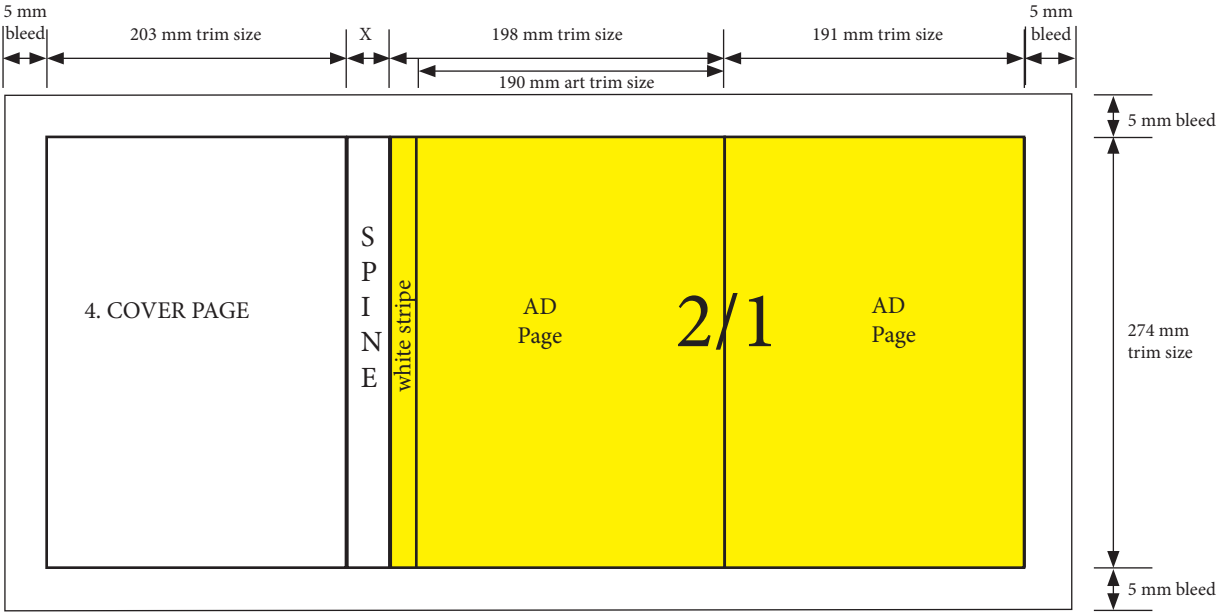 5 mm
bleed
203 mm trim size
X
198 mm trim size
191 mm trim size
5 mm
bleed
190 mm art trim size
5 mm bleed
4. COVER PAGE
S
P
I
N
E
white stripe
AD
Page
2/1
AD
Page
274 mm
trim size
5 mm bleed